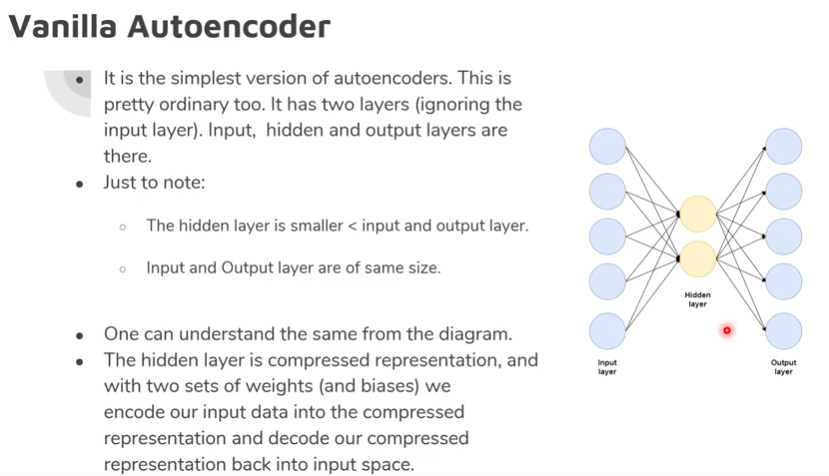 Vanilla Autoencoder
• It is the simplest version of autoencoders. This is
pretty ordinary too. It has two layers (ignoring the
input layer). Input, hidden and output layers are
there.
• Just to note:
○ The hidden layer is smaller < input and output layer.
○ Input and Output layer are of same size.
• One can understand the same from the diagram.
• The hidden layer is compressed representation, and
with two sets of weights (and biases) we
encode our input data into the compressed
representation and decode our compressed
representation back into input space.
Hidden
layer
Input
layer
Output
layer